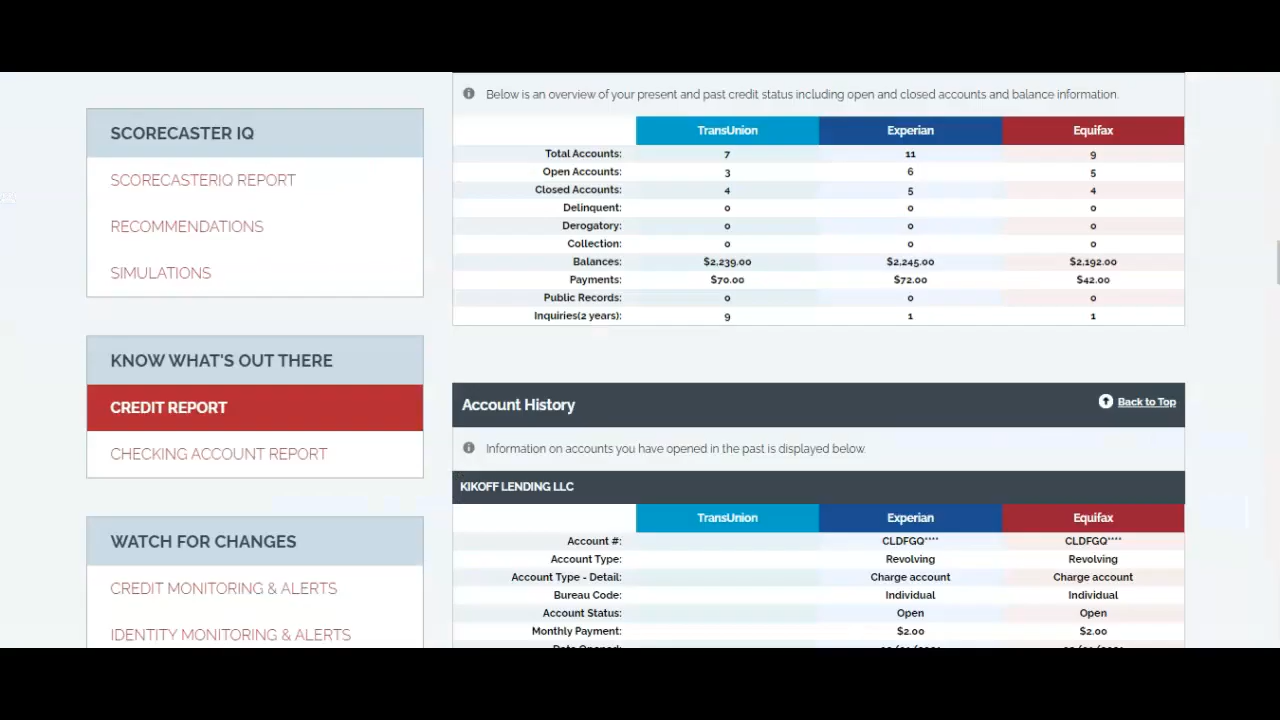 SCORECASTER IQ
SCORECASTERIQ REPORT
RECOMMENDATIONS
SIMULATIONS
KNOW WHAT'S OUT THERE
CREDIT REPORT
CHECKING ACCOUNT REPORT
WATCH FOR CHANGES
CREDIT MONITORING & ALERTS
IDENTITY MONITORING & ALERTS
Below is an overview of your present and past credit status including open and closed accounts and balance information.
TransUnion Experian Equifax
Total Accounts: 7 11 9
Open Accounts: 3 6 5
Closed Accounts: 4 5 4
Delinquent: 0 0 0
Derogatory: 0 0 0
Collection: 0 0 0
Balances: $2,239.00 $2,245.00 $2,192.00
Payments: $70.00 $72.00 $42.00
Public Records: 0 0 0
Inquiries(2 years): 9 1 1
Account History Back to Top
Information on accounts you have opened in the past is displayed below.
KIKOFF LENDING LLC
TransUnion Experian Equifax
Account #: CLDFGQ**** CLDFGQ****
Account Type: Revolving Revolving
Account Type - Detail: Charge account Charge account
Bureau Code: Individual Individual
Account Status: Open Open
Monthly Payment: $2.00 $2.00